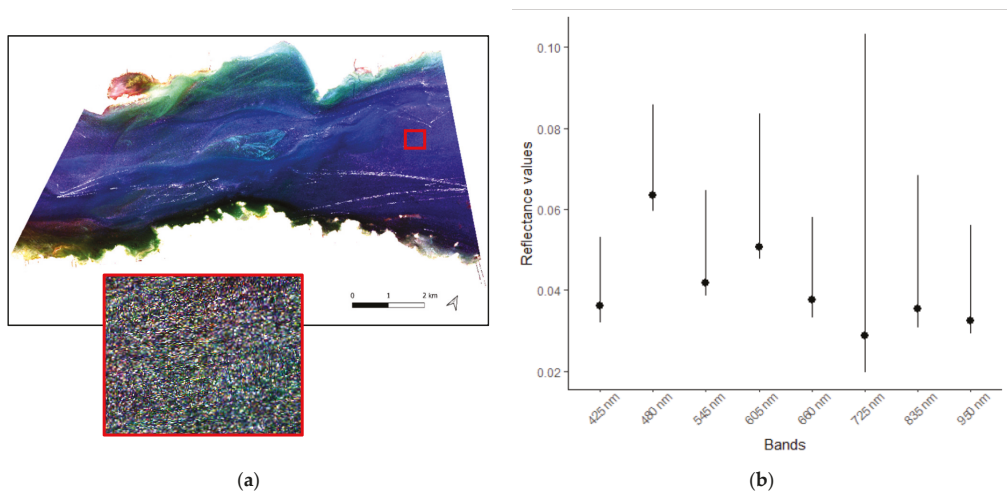 0 1 2 km
(a)
Reflectance values
0.10
0.08
0.06
0.04
0.02
425 nm
480 nm
545 nm
605 nm
660 nm
725 nm
835 nm
950 nm
Bands
(b)